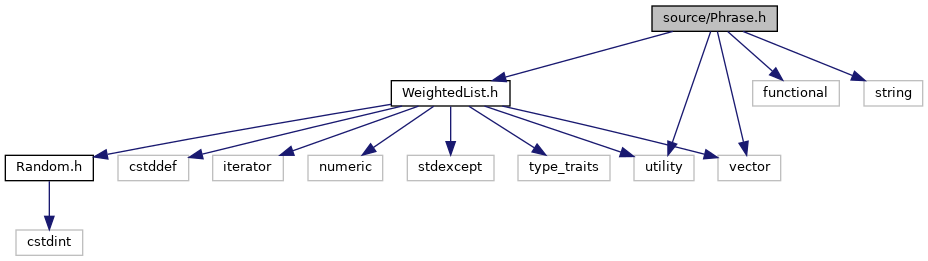 source/Phrase.h
WeightedList.h
functional
string
Random.h
cstddef
iterator
numeric
stdexcept
type_traits
utility
vector
cstdint